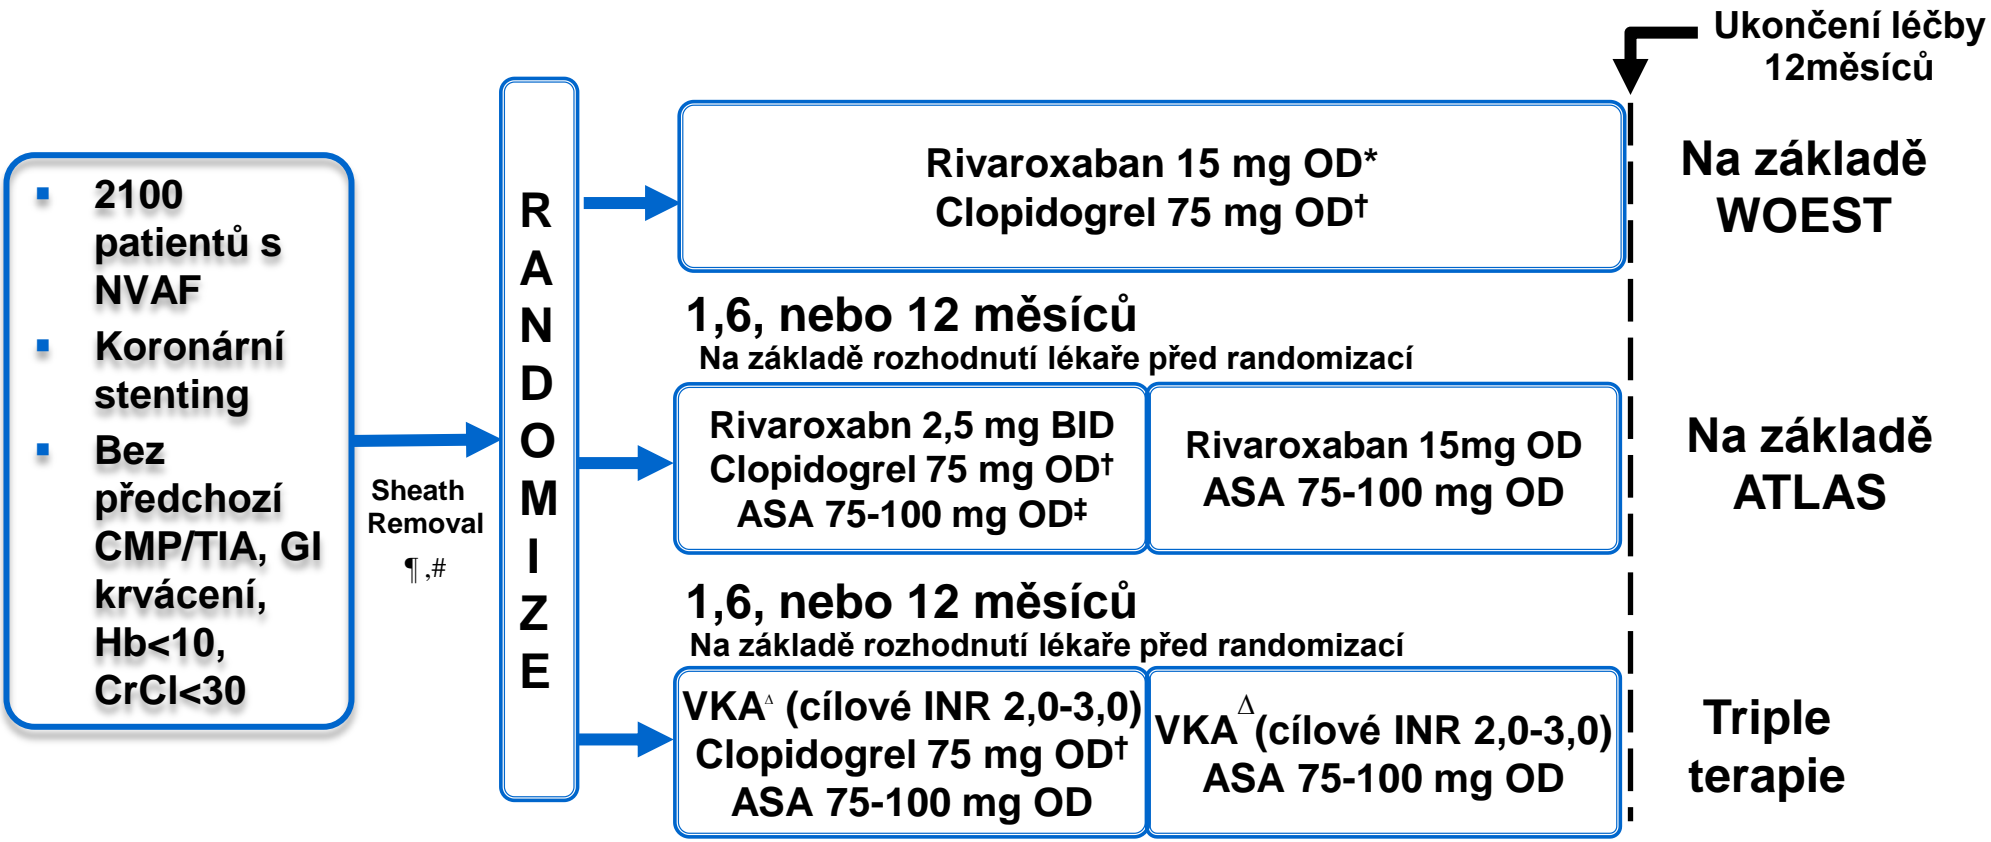 Ukončení léčby
12měsíců
▪ 2100
patientů s
NVAF
▪ Koronární
stenting
▪ Bez
předchozí
CMP/TIA, GI
krvácení,
Hb<10,
CrCl<30
Sheath
Removal
¶,#
R
A
N
D
O
M
I
Z
E
Rivaroxaban 15 mg OD*
Clopidogrel 75 mg OD†
Na základě
WOEST
1,6, nebo 12 měsíců
Na základě rozhodnutí lékaře před randomizací
Rivaroxabn 2,5 mg BID
Clopidogrel 75 mg OD†
ASA 75-100 mg OD‡
Rivaroxaban 15mg OD
ASA 75-100 mg OD
Na základě
ATLAS
1,6, nebo 12 měsíců
Na základě rozhodnutí lékaře před randomizací
VKA∆ (cílové INR 2,0-3,0)
Clopidogrel 75 mg OD†
ASA 75-100 mg OD
VKA∆(cílové INR 2,0-3,0)
ASA 75-100 mg OD
Triple
terapie